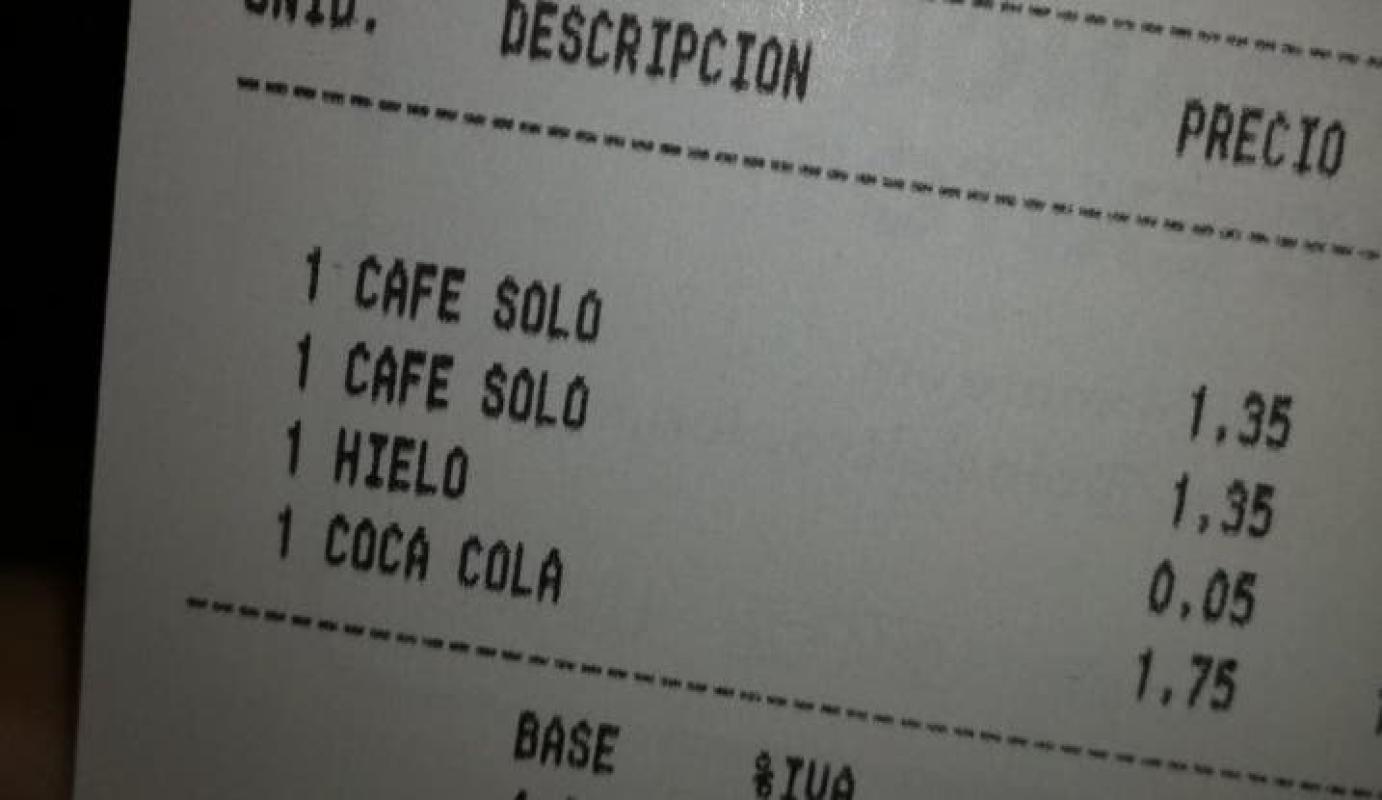 UNID. DESCRIPCION PRECIO
1 CAFE SOLO 1,35
1 CAFE SOLO 1,35
1 HIELO 0,05
1 COCA COLA 1,75
BASE %IVA